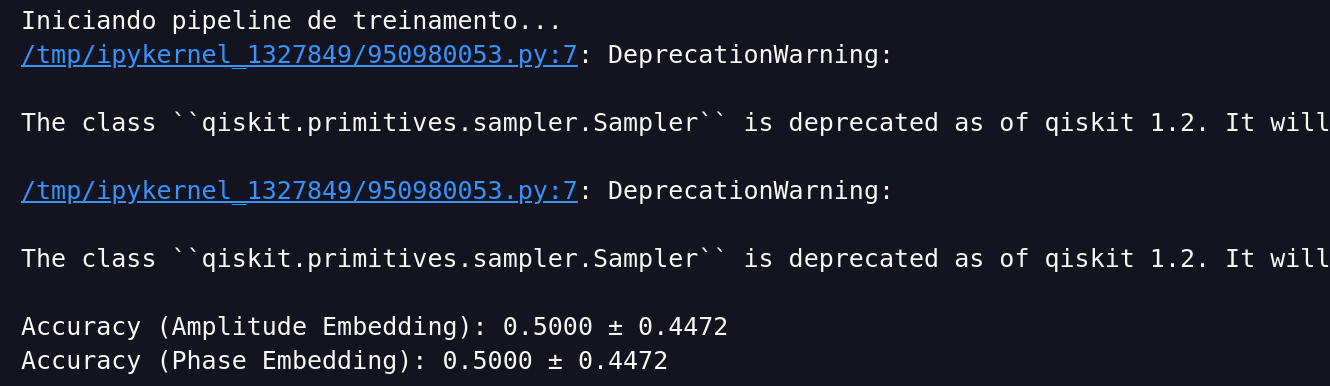 Iniciando pipeline de treinamento...
/tmp/ipykernel_1327849/950980053.py:7: DeprecationWarning:
The class ``qiskit.primitives.sampler.Sampler`` is deprecated as of qiskit 1.2. It will
/tmp/ipykernel_1327849/950980053.py:7: DeprecationWarning:
The class ``qiskit.primitives.sampler.Sampler`` is deprecated as of qiskit 1.2. It will
Accuracy (Amplitude Embedding): 0.5000 ± 0.4472
Accuracy (Phase Embedding): 0.5000 ± 0.4472